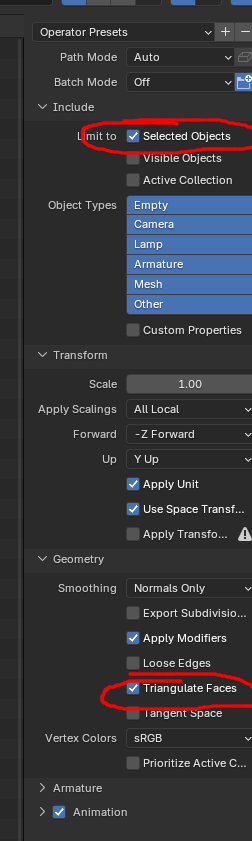 Operator Presets
Path Mode Auto
Batch Mode Off
Include
Limit to Selected Objects
Visible Objects
Active Collection
Object Types Empty
Camera
Lamp
Armature
Mesh
Other
Custom Properties
Transform
Scale 1.00
Apply Scalings All Local
Forward -Z Forward
Up Y Up
Apply Unit
Use Space Transf...
Apply Transfo...
Geometry
Smoothing Normals Only
Export Subdivisio...
Apply Modifiers
Loose Edges
Triangulate Faces
Tangent Space
Vertex Colors sRGB
Prioritize Active C...
Armature
Animation